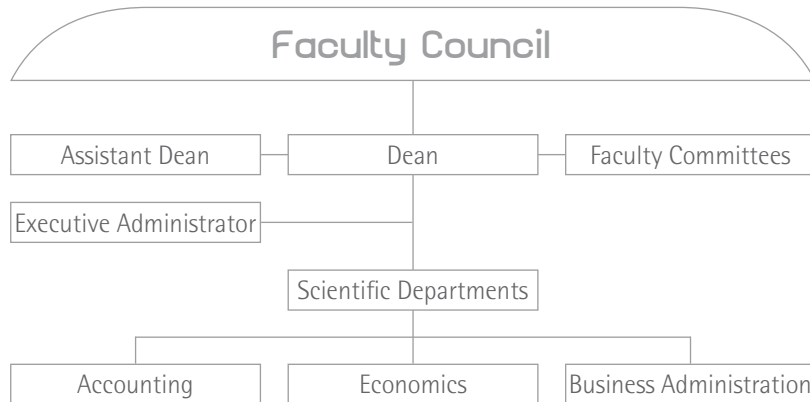 Faculty Council
Assistant Dean
Dean
Faculty Committees
Executive Administrator
Scientific Departments
Accounting
Economics
Business Administration